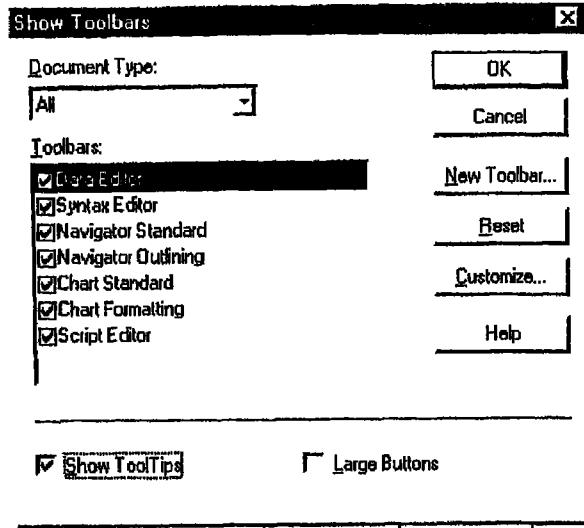 Show Toolbars
Document Type:
All
Toolbars:
Data Editor
Syntax Editor
Navigator Standard
Navigator Outlining
Chart Standard
Chart Formatting
Script Editor
OK
Cancel
New Toolbar...
Reset
Customize...
Help
Show ToolTips
Large Buttons